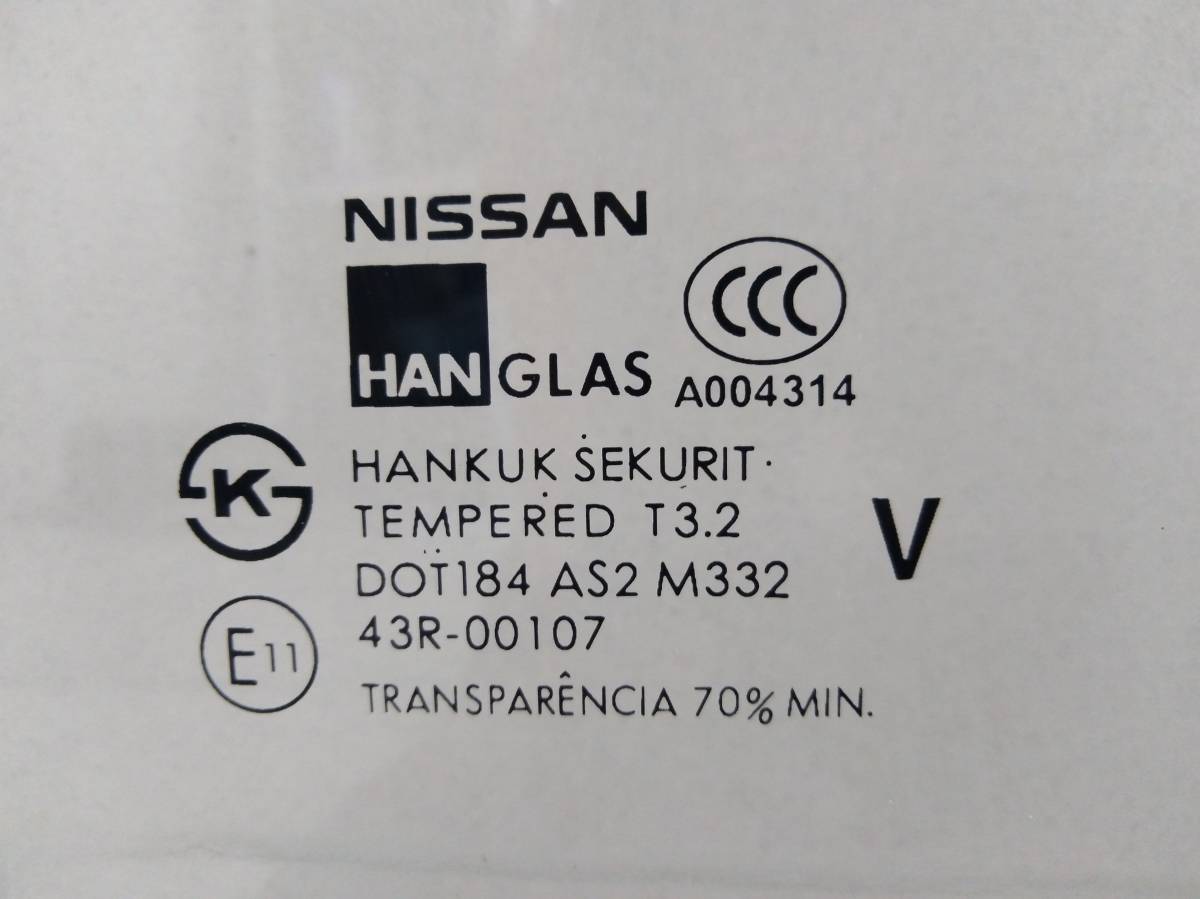 NISSAN
CCC
HANGLAS
A004314
K
HANKUK SEKURIT
TEMPERED T3.2
V
DOT184 AS2 M332
E11
43R-00107
TRANSPARÊNCIA 70% MIN.